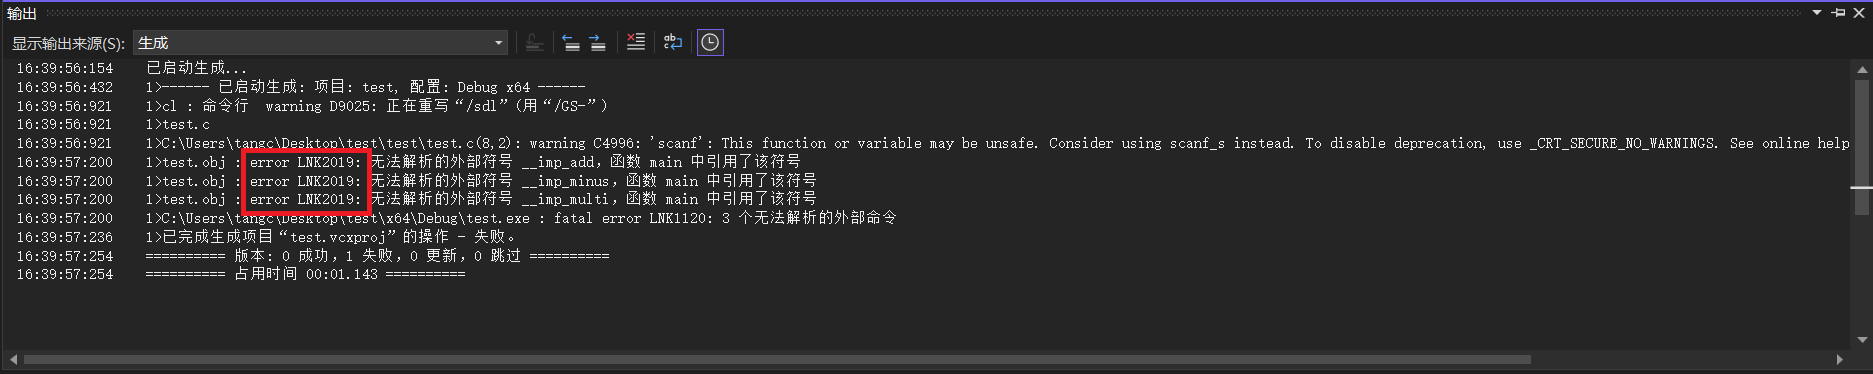 输出
显示输出来源(S): 生成
16:39:56:154 已启动生成...
16:39:56:432 1>------ 已启动生成: 项目: test, 配置: Debug x64 ------
16:39:56:921 1>cl : 命令行  warning D9025: 正在重写“/sdl”(用“/GS-”)
16:39:56:921 1>test.c
1>C:\Users\tangc\Desktop\test\test\test.c(8,2): warning C4996: 'scanf': This function or variable may be unsafe. Consider using scanf_s instead. To disable deprecation, use _CRT_SECURE_NO_WARNINGS. See online help
16:39:57:200 1>test.obj : error LNK2019: 无法解析的外部符号 __imp_add，函数 main 中引用了该符号
16:39:57:200 1>test.obj : error LNK2019: 无法解析的外部符号 __imp_minus，函数 main 中引用了该符号
16:39:57:200 1>test.obj : error LNK2019: 无法解析的外部符号 __imp_multi，函数 main 中引用了该符号
16:39:57:200 1>C:\Users\tangc\Desktop\test\x64\Debug\test.exe : fatal error LNK1120: 3 个无法解析的外部命令
16:39:57:236 1>已完成生成项目“test.vcxproj”的操作 - 失败。
16:39:57:254 ========== 版本: 0 成功，1 失败，0 更新，0 跳过 ==========
16:39:57:254 ========== 占用时间 00:01.143 ==========